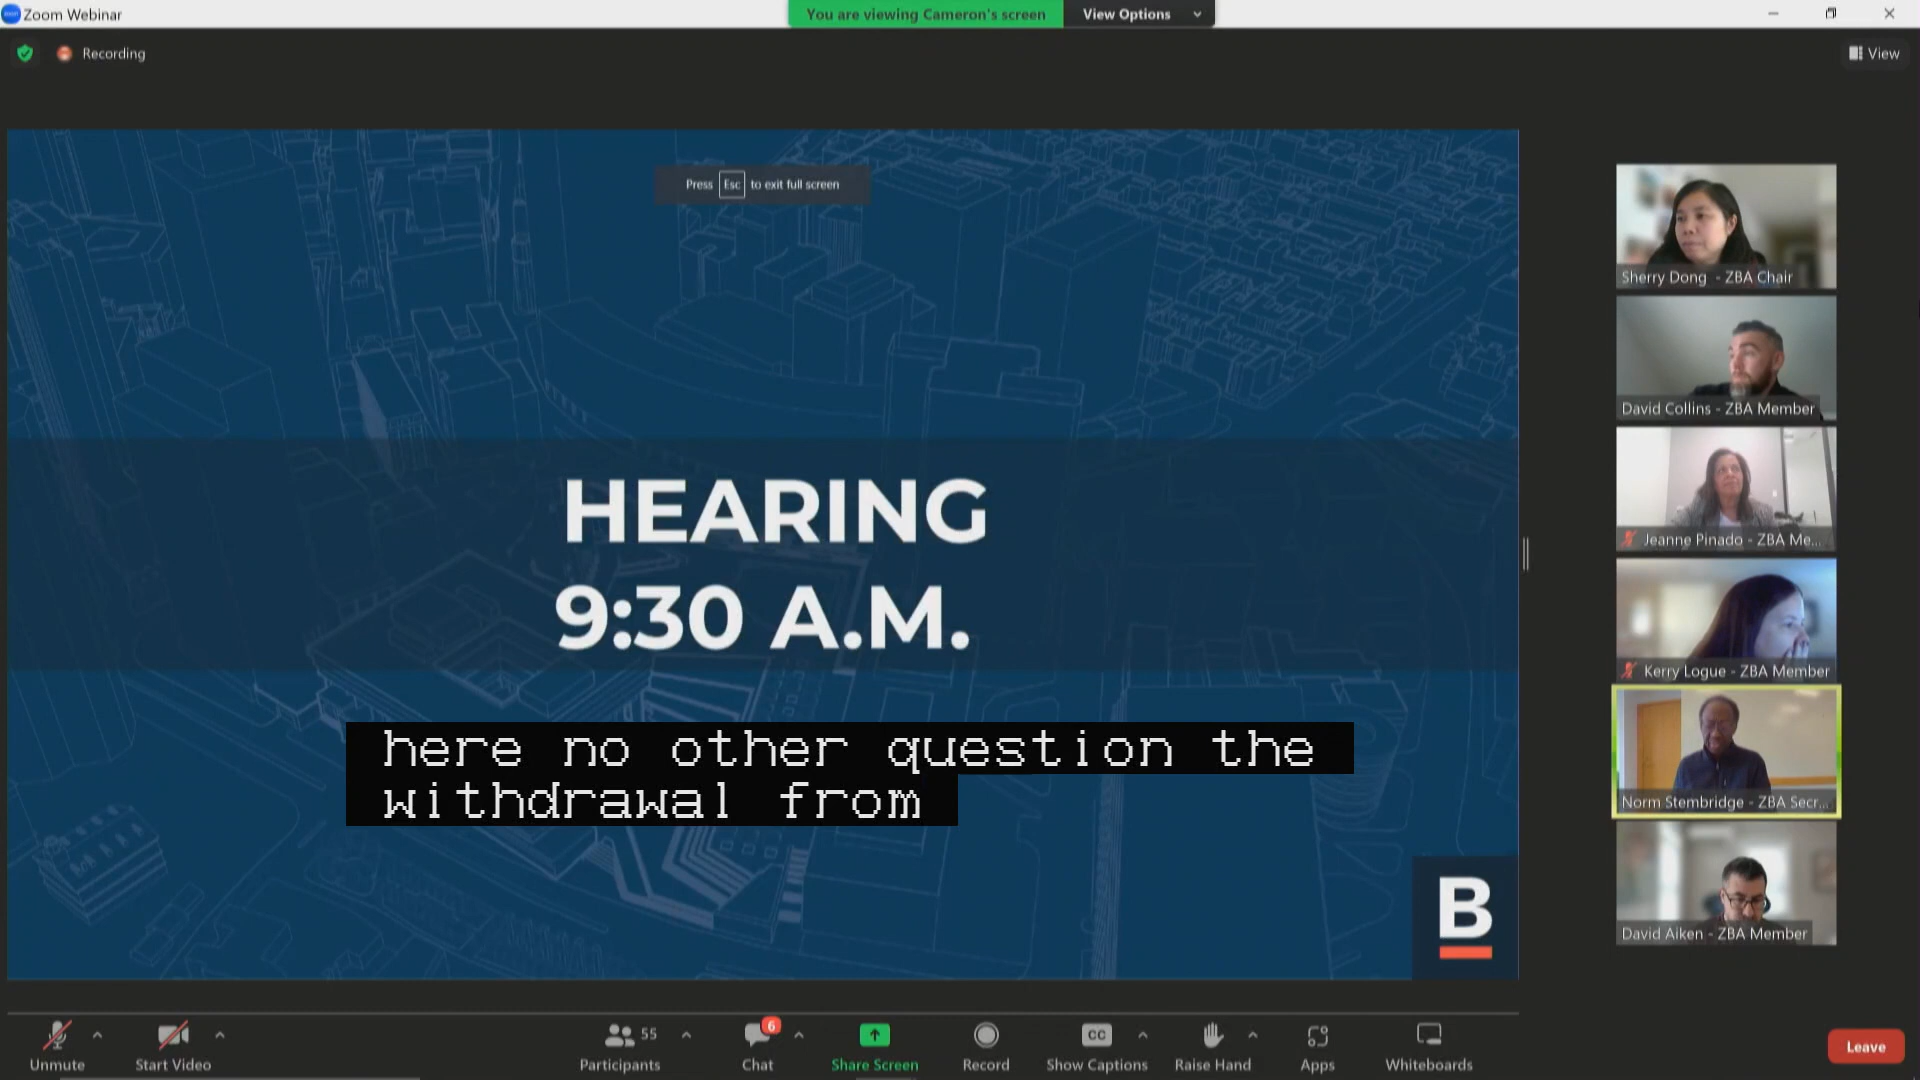 Zoom Webinar
You are viewing Cameron's screen
View Options
Recording
View
Press Esc to exit full screen
HEARING
9:30 A.M.
here no other question the
withdrawal from
B
Sherry Dong - ZBA Chair
David Collins - ZBA Member
Jeanne Pinado - ZBA Me...
Kerry Logue - ZBA Member
Norm Stembridge - ZBA Secr...
David Aiken - ZBA Member
Unmute
Start Video
55
Participants
6
Chat
Share Screen
Record
CC
Show Captions
Raise Hand
Apps
Whiteboards
Leave